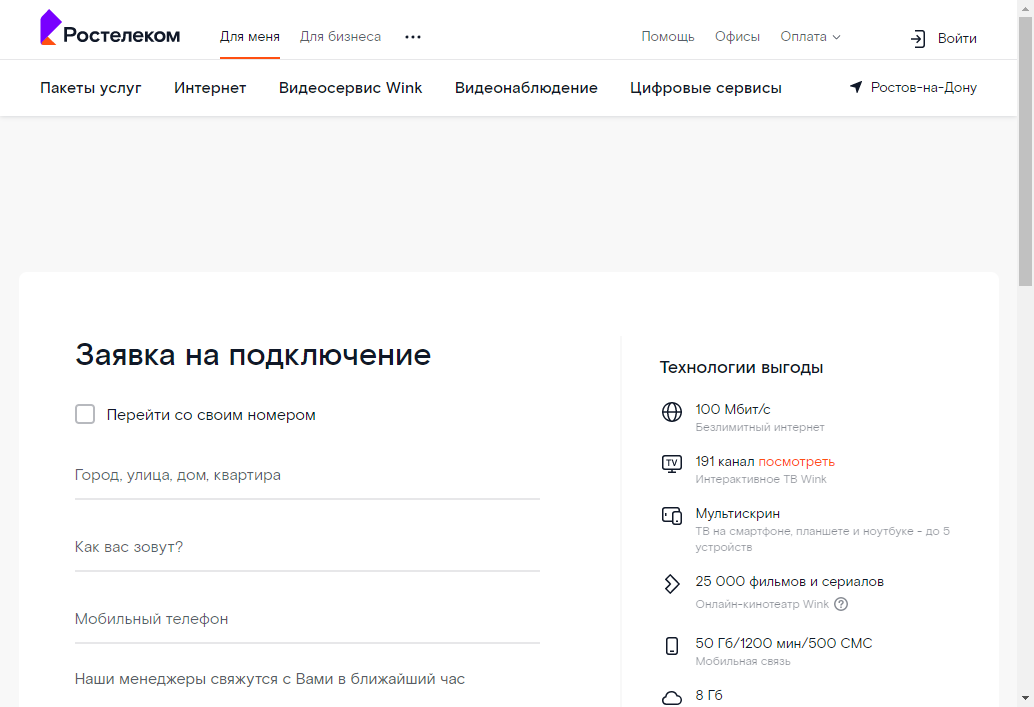 Ростелеком
Для меня
Для бизнеса
Помощь
Офисы
Оплата
Войти
Пакеты услуг
Интернет
Видеосервис Wink
Видеонаблюдение
Цифровые сервисы
Ростов-на-Дону
Заявка на подключение
Перейти со своим номером
Город, улица, дом, квартира
Как вас зовут?
Мобильный телефон
Наши менеджеры свяжутся с Вами в ближайший час
Технологии выгоды
100 Мбит/с
Безлимитный интернет
TV
191 канал посмотреть
Интерактивное ТВ Wink
Мультискрин
ТВ на смартфоне, планшете и ноутбуке - до 5
устройств
25 000 фильмов и сериалов
Онлайн-кинотеатр Wink ?
50 Гб/1200 мин/500 СМС
Мобильная связь
8 Гб